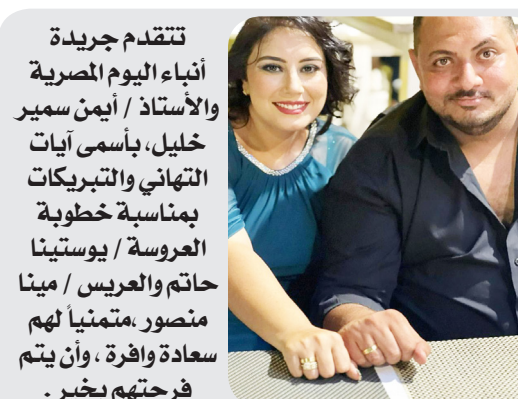 تتقدم جريدة
أنباء اليوم المصرية
والأستاذ / أيمن سمير
خليل، بأسمى آيات
التهاني والتبريكات
بمناسبة خطوبة
العروسة / يوستينا
حاتم والعريس / مينا
منصور ،متمنياً لهم
سعادة وافرة ، وأن يتم
فرحتهم بخير .